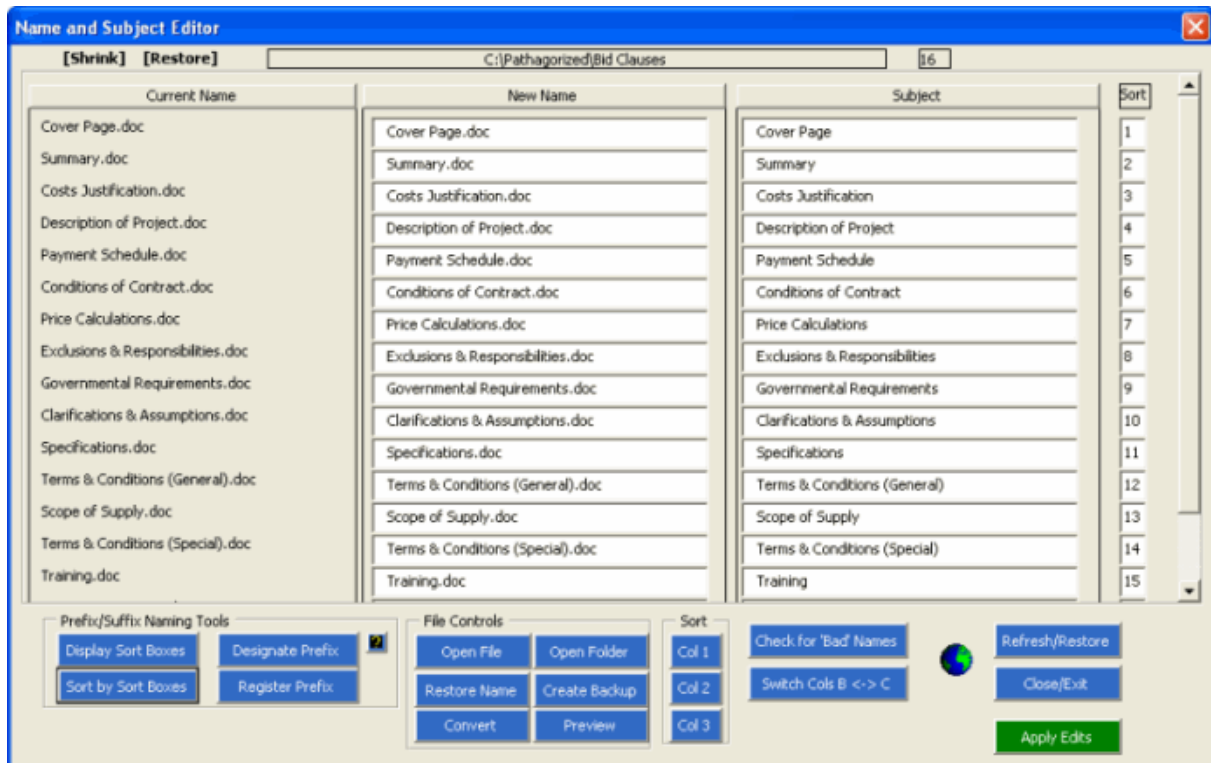 Name and Subject Editor
[Shrink] [Restore] C:\Pathagorized\Bid Clauses 16
Current Name New Name Subject Sort
Cover Page.doc Cover Page.doc Cover Page 1
Summary.doc Summary.doc Summary 2
Costs Justification.doc Costs Justification.doc Costs Justification 3
Description of Project.doc Description of Project.doc Description of Project 4
Payment Schedule.doc Payment Schedule.doc Payment Schedule 5
Conditions of Contract.doc Conditions of Contract.doc Conditions of Contract 6
Price Calculations.doc Price Calculations.doc Price Calculations 7
Exclusions & Responsibilities.doc Exclusions & Responsibilities.doc Exclusions & Responsibilities 8
Governmental Requirements.doc Governmental Requirements.doc Governmental Requirements 9
Clarifications & Assumptions.doc Clarifications & Assumptions.doc Clarifications & Assumptions 10
Specifications.doc Specifications.doc Specifications 11
Terms & Conditions (General).doc Terms & Conditions (General).doc Terms & Conditions (General) 12
Scope of Supply.doc Scope of Supply.doc Scope of Supply 13
Terms & Conditions (Special).doc Terms & Conditions (Special).doc Terms & Conditions (Special) 14
Training.doc Training.doc Training 15
Prefix/Suffix Naming Tools File Controls Sort
Display Sort Boxes Designate Prefix ? Open File Open Folder Col 1 Check for 'Bad' Names Refresh/Restore
Sort by Sort Boxes Register Prefix Restore Name Create Backup Col 2 Switch Cols B <-> C Close/Exit
Convert Preview Col 3 Apply Edits